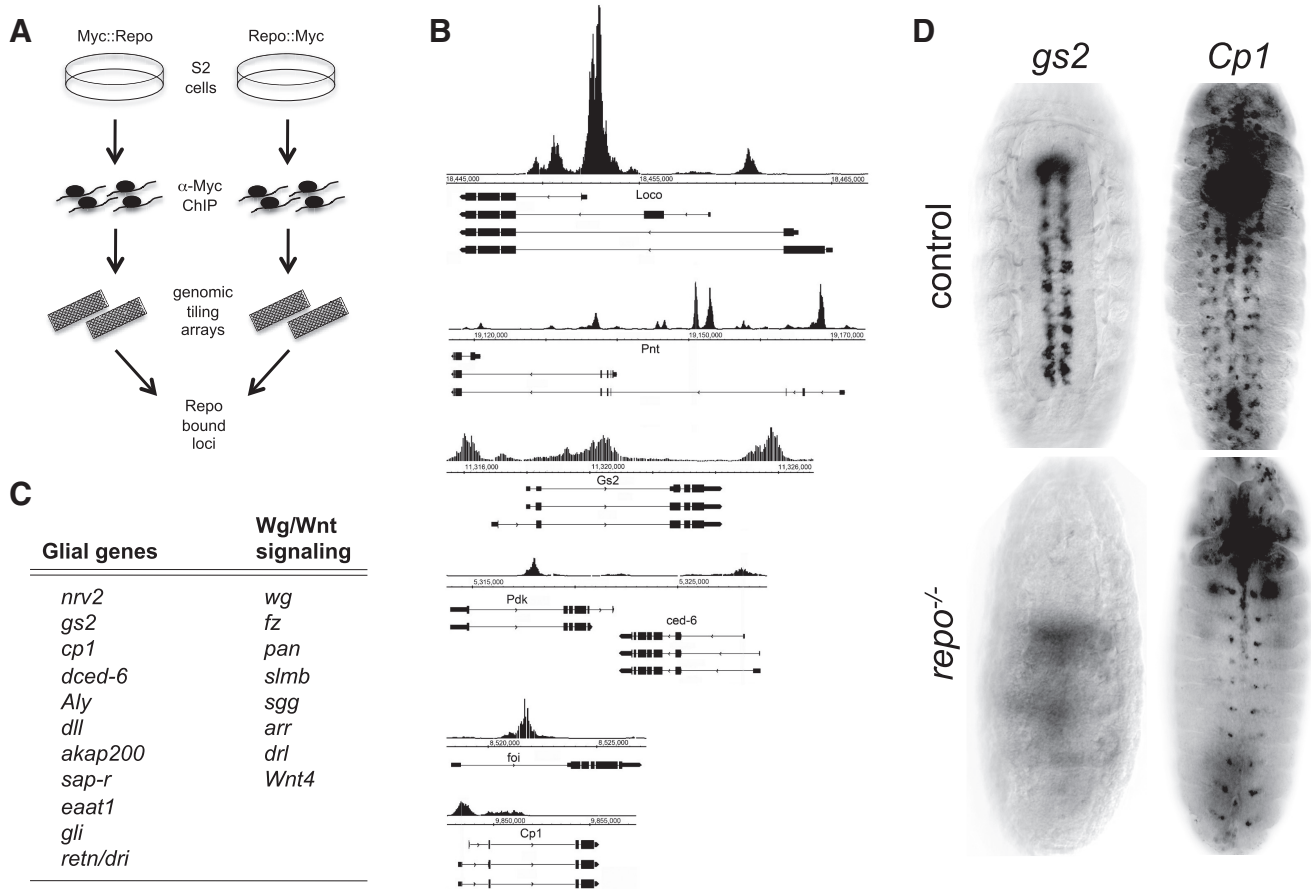 A
Myc::Repo
Repo::Myc
S2
cells
α-Myc
ChIP
genomic
tiling
arrays
Repo
bound
loci
B
18,445,000 18,455,000 18,465,000
Loco
19,120,000 19,150,000 19,170,000
Pnt
11,316,000 11,320,000 11,326,000
Gs2
5,315,000 5,325,000
Pdk
ced-6
8,520,000 8,525,000
foi
9,850,000 9,855,000
Cp1
C
Glial genes
Wg/Wnt
signaling
nrv2 wg
gs2 fz
cp1 pan
dced-6 slmb
Aly sgg
dll arr
akap200 drl
sap-r Wnt4
eaat1
gli
retn/dri
D
gs2 Cp1
control
repo-/-